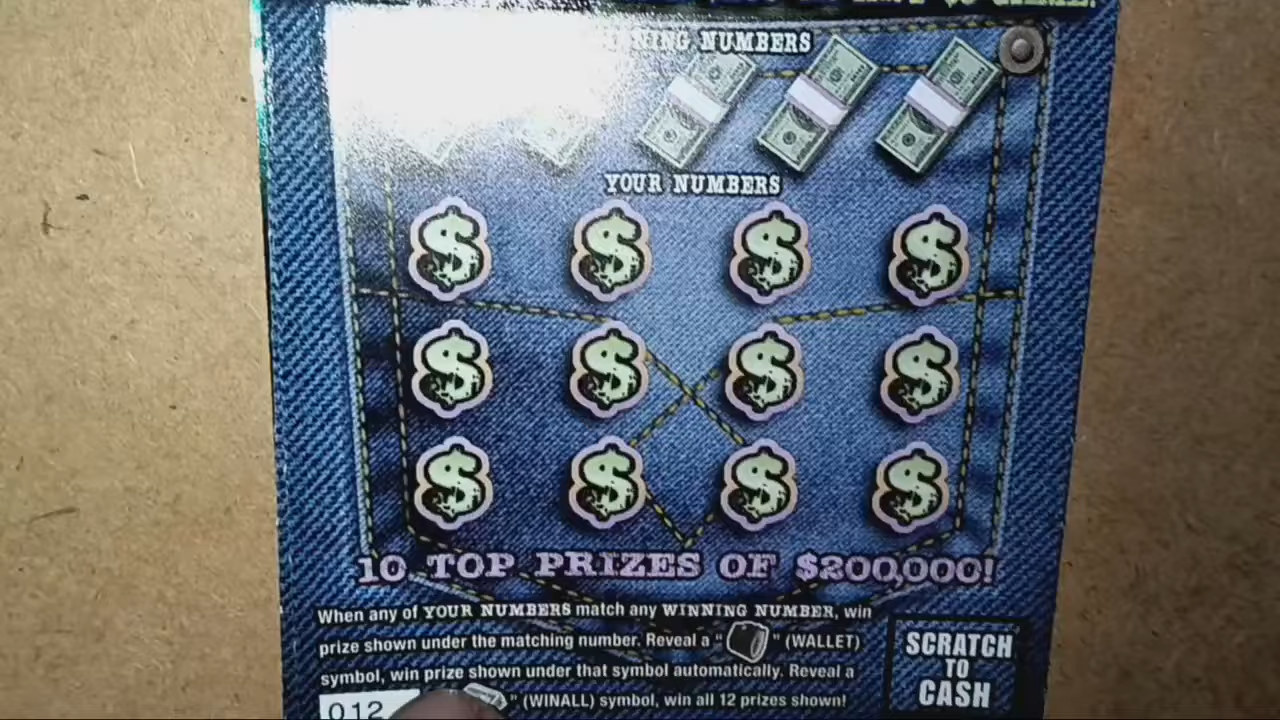 NUMBERS
YOUR NUMBERS
10 TOP PRIZES OF $200,000!
When any of YOUR NUMBERS match any WINNING NUMBER, win
prize shown under the matching number. Reveal a " " (WALLET)
symbol, win prize shown under that symbol automatically. Reveal a
" (WINALL) symbol, win all 12 prizes shown!
SCRATCH
TO
CASH
012